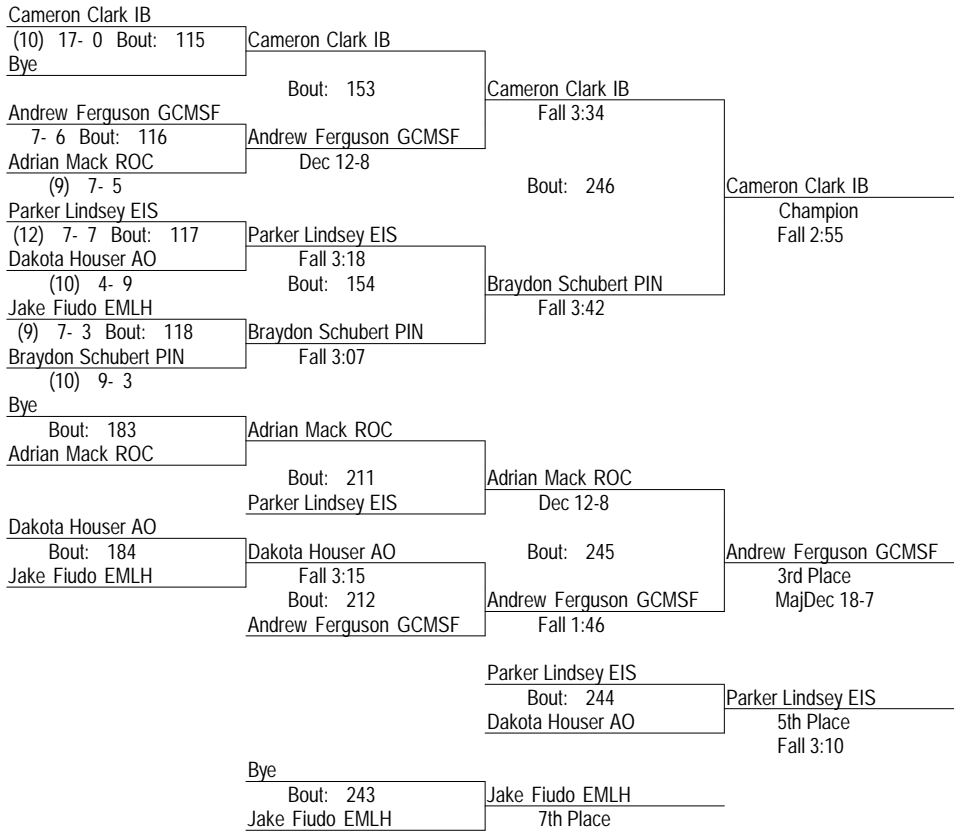 Cameron Clark IB
(10) 17- 0 Bout: 115 Cameron Clark IB
Bye
Bout: 153 Cameron Clark IB
Andrew Ferguson GCMSF Fall 3:34
7- 6 Bout: 116 Andrew Ferguson GCMSF
Adrian Mack ROC Dec 12-8
(9) 7- 5 Bout: 246 Cameron Clark IB
Parker Lindsey EIS Champion
(12) 7- 7 Bout: 117 Parker Lindsey EIS Fall 2:55
Dakota Houser AO Fall 3:18
(10) 4- 9 Bout: 154 Braydon Schubert PIN
Jake Fiudo EMLH Fall 3:42
(9) 7- 3 Bout: 118 Braydon Schubert PIN
Braydon Schubert PIN Fall 3:07
(10) 9- 3
Bye
Bout: 183 Adrian Mack ROC
Adrian Mack ROC
Bout: 211 Adrian Mack ROC
Parker Lindsey EIS Dec 12-8
Dakota Houser AO
Bout: 184 Dakota Houser AO Bout: 245 Andrew Ferguson GCMSF
Jake Fiudo EMLH Fall 3:15 3rd Place
Bout: 212 Andrew Ferguson GCMSF MajDec 18-7
Andrew Ferguson GCMSF Fall 1:46
Parker Lindsey EIS
Bout: 244 Parker Lindsey EIS
Dakota Houser AO 5th Place
Fall 3:10
Bye
Bout: 243 Jake Fiudo EMLH
Jake Fiudo EMLH 7th Place